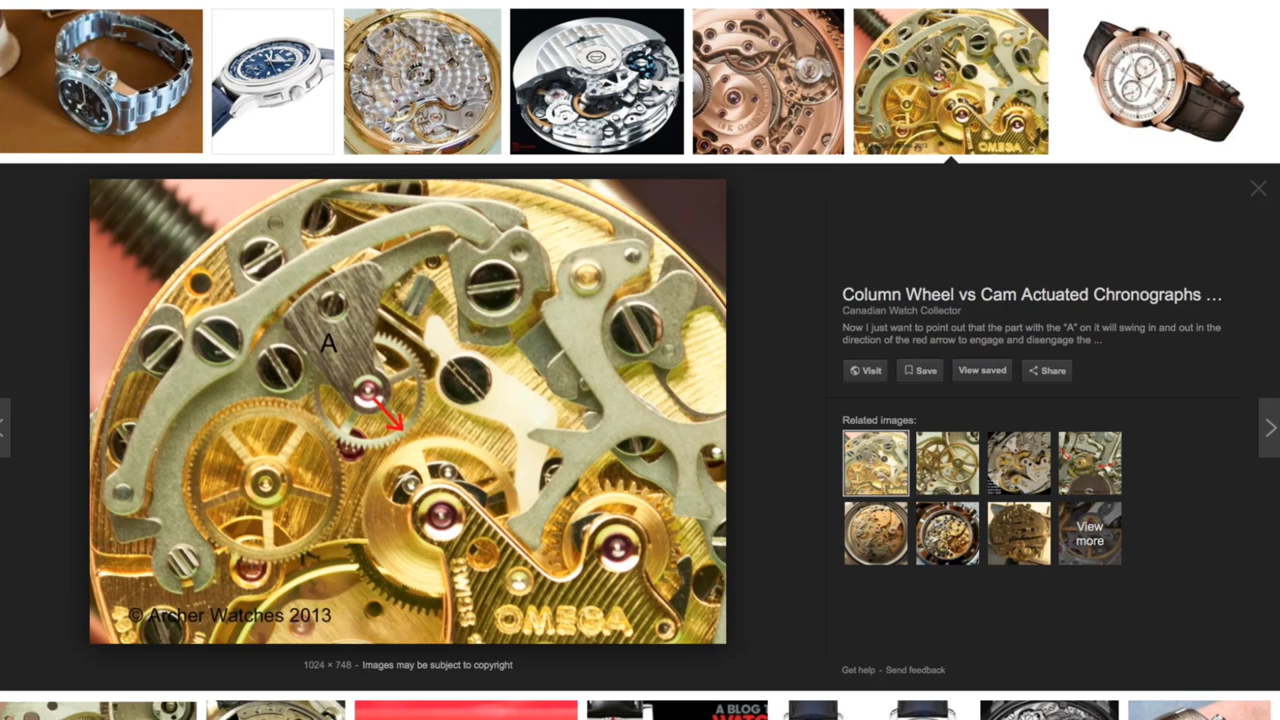 OMEGA
A
OMEGA
SWISS
© Archer Watches 2013
1024 × 748 - Images may be subject to copyright
Column Wheel vs Cam Actuated Chronographs ...
Canadian Watch Collector
Now I just want to point out that the part with the “A” on it will swing in and out in the
direction of the red arrow to engage and disengage the ...
Visit
Save
View saved
Share
Related images:
View
more
Get help - Send feedback
A BLOG T